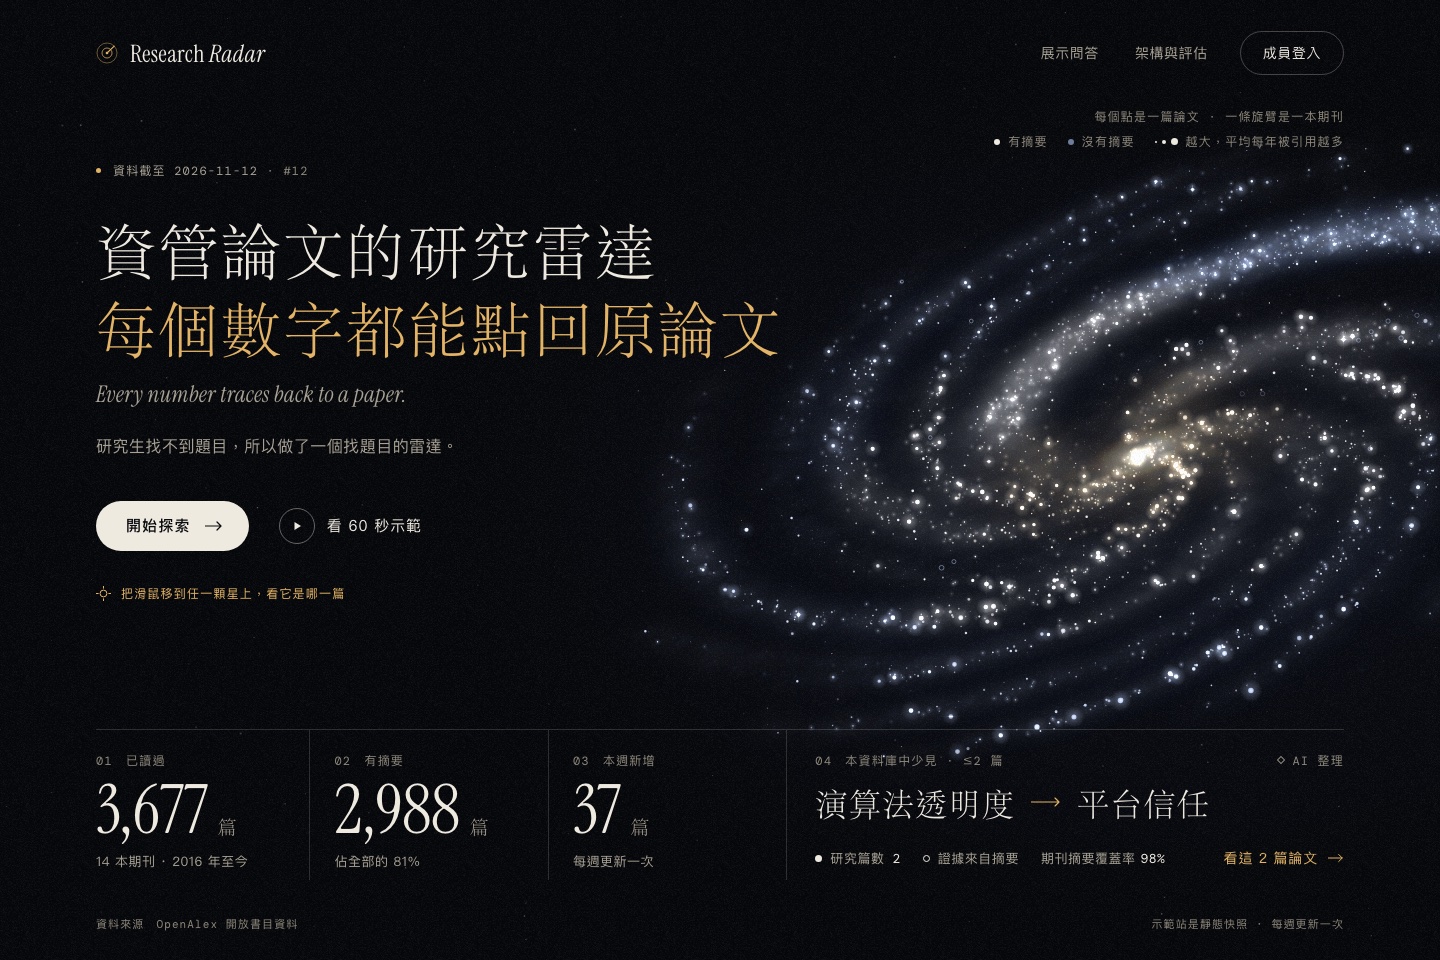 Research Radar
展示問答
架構與評估
成員登入
每個點是一篇論文 · 一條旋臂是一本期刊
有摘要
沒有摘要
越大，平均每年被引用越多
資料截至 2026-11-12 · #12
資管論文的研究雷達
每個數字都能點回原論文
Every number traces back to a paper.
研究生找不到題目，所以做了一個找題目的雷達。
開始探索 →
看 60 秒示範
把滑鼠移到任一顆星上，看它是哪一篇
01 已讀過
3,677 篇
14 本期刊 · 2016 年至今
02 有摘要
2,988 篇
佔全部的 81%
03 本週新增
37 篇
每週更新一次
04 本資料庫中少見 · ≤2 篇
◇ AI 整理
演算法透明度 → 平台信任
研究篇數 2
證據來自摘要
期刊摘要覆蓋率 98%
看這 2 篇論文 →
資料來源 OpenAlex 開放書目資料
示範站是靜態快照 · 每週更新一次